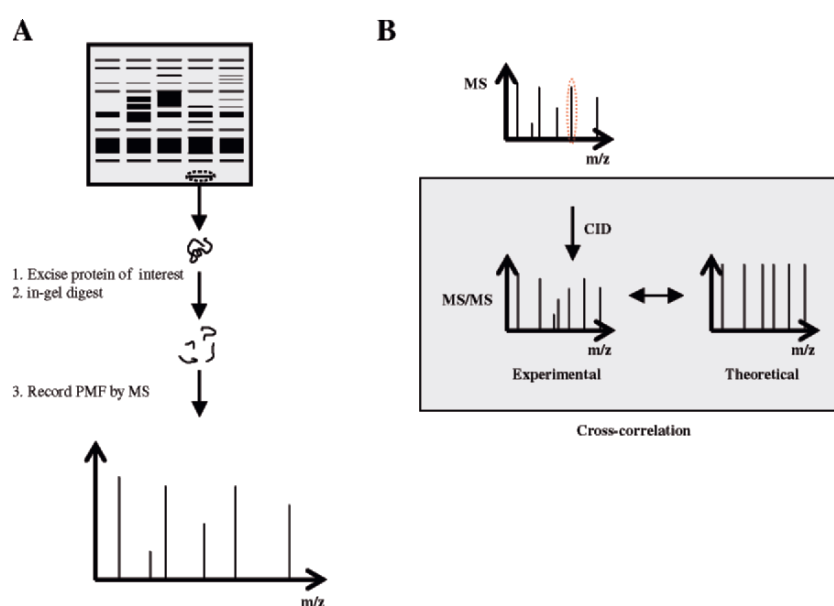 A
1. Excise protein of interest
2. in-gel digest
3. Record PMF by MS
m/z
B
MS
m/z
CID
MS/MS
m/z
m/z
Experimental
Theoretical
Cross-correlation